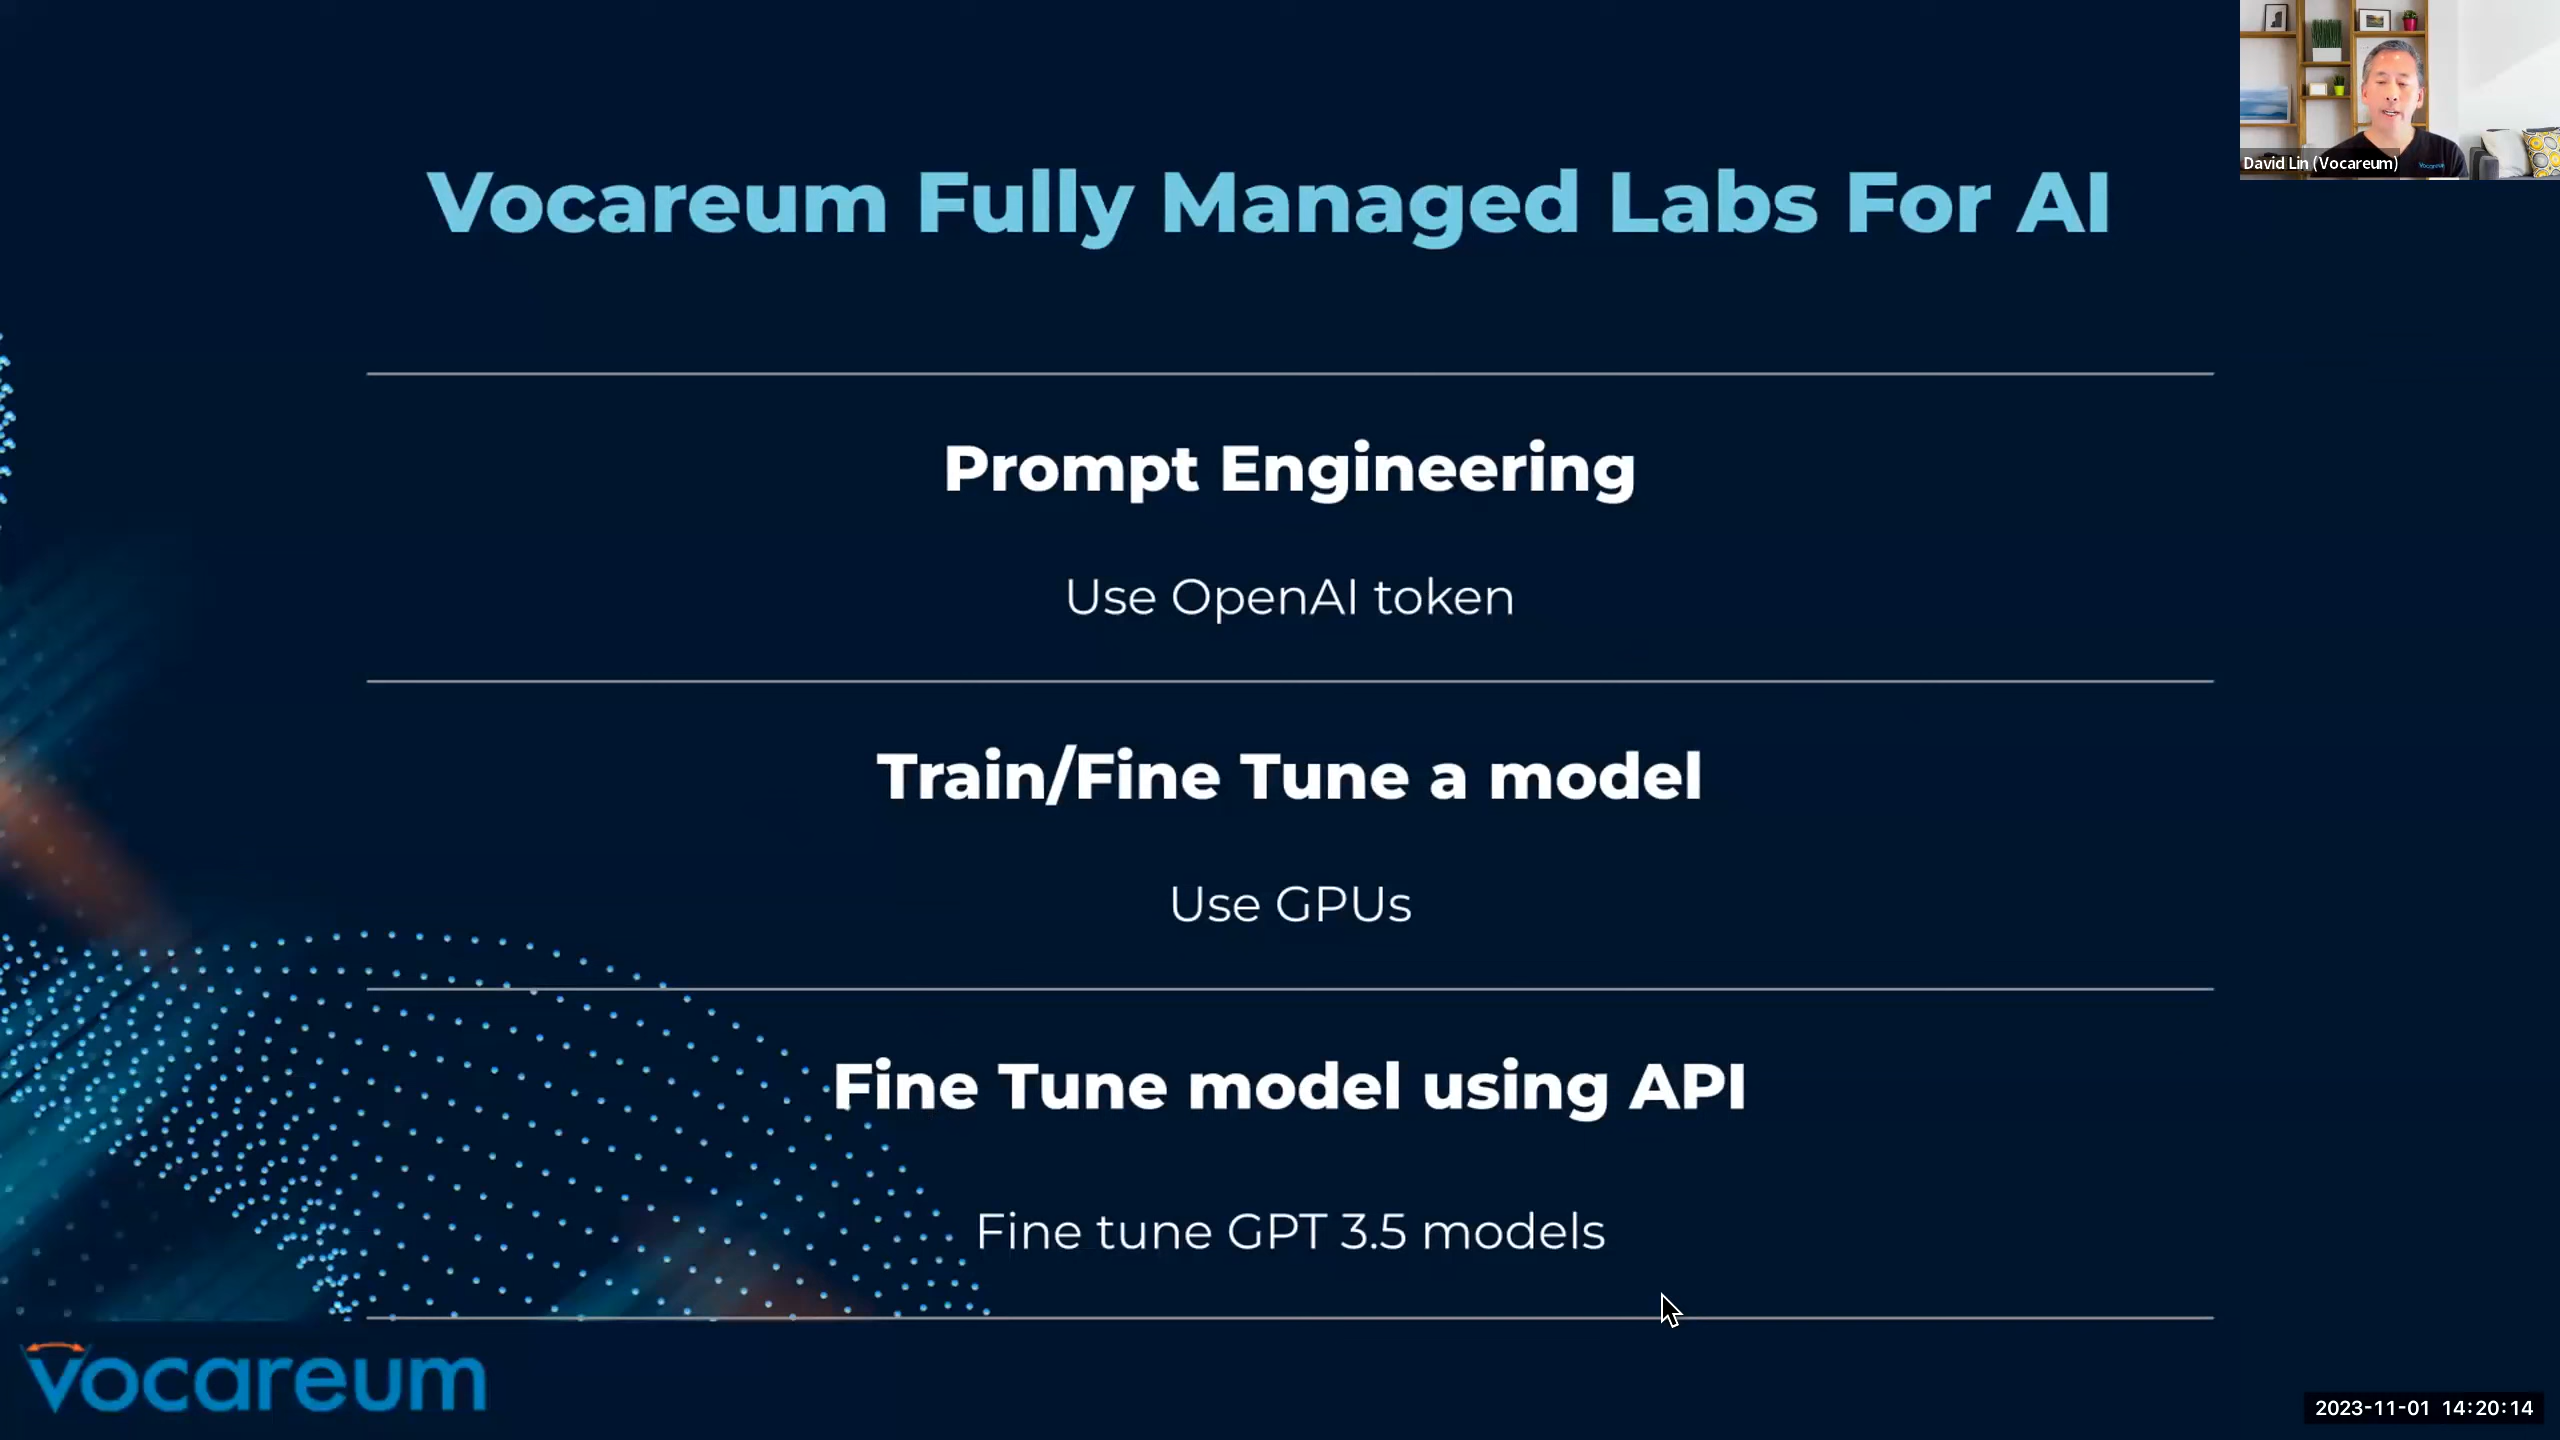 Vocareum Fully Managed Labs For AI
David Lin (Vocareum)
Vocareum
Prompt Engineering
Use OpenAI token
Train/Fine Tune a model
Use GPUs
Fine Tune model using API
Fine tune GPT 3.5 models
vocareum
2023-11-01 14:20:14